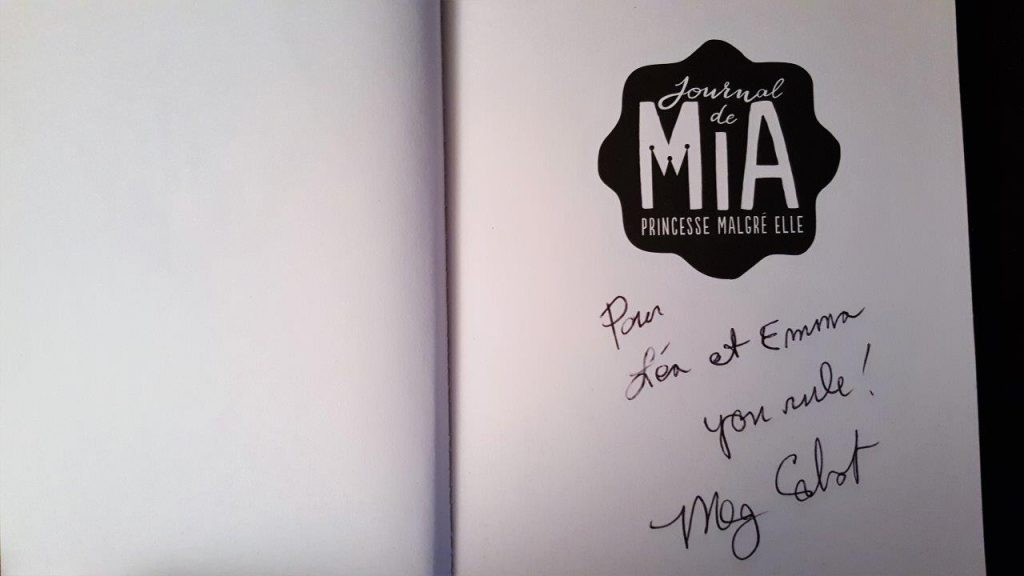 Journal
de
MiA
PRINCESSE MALGRÉ ELLE
Pour
Léa et Emma
you rule!
Meg Cabot